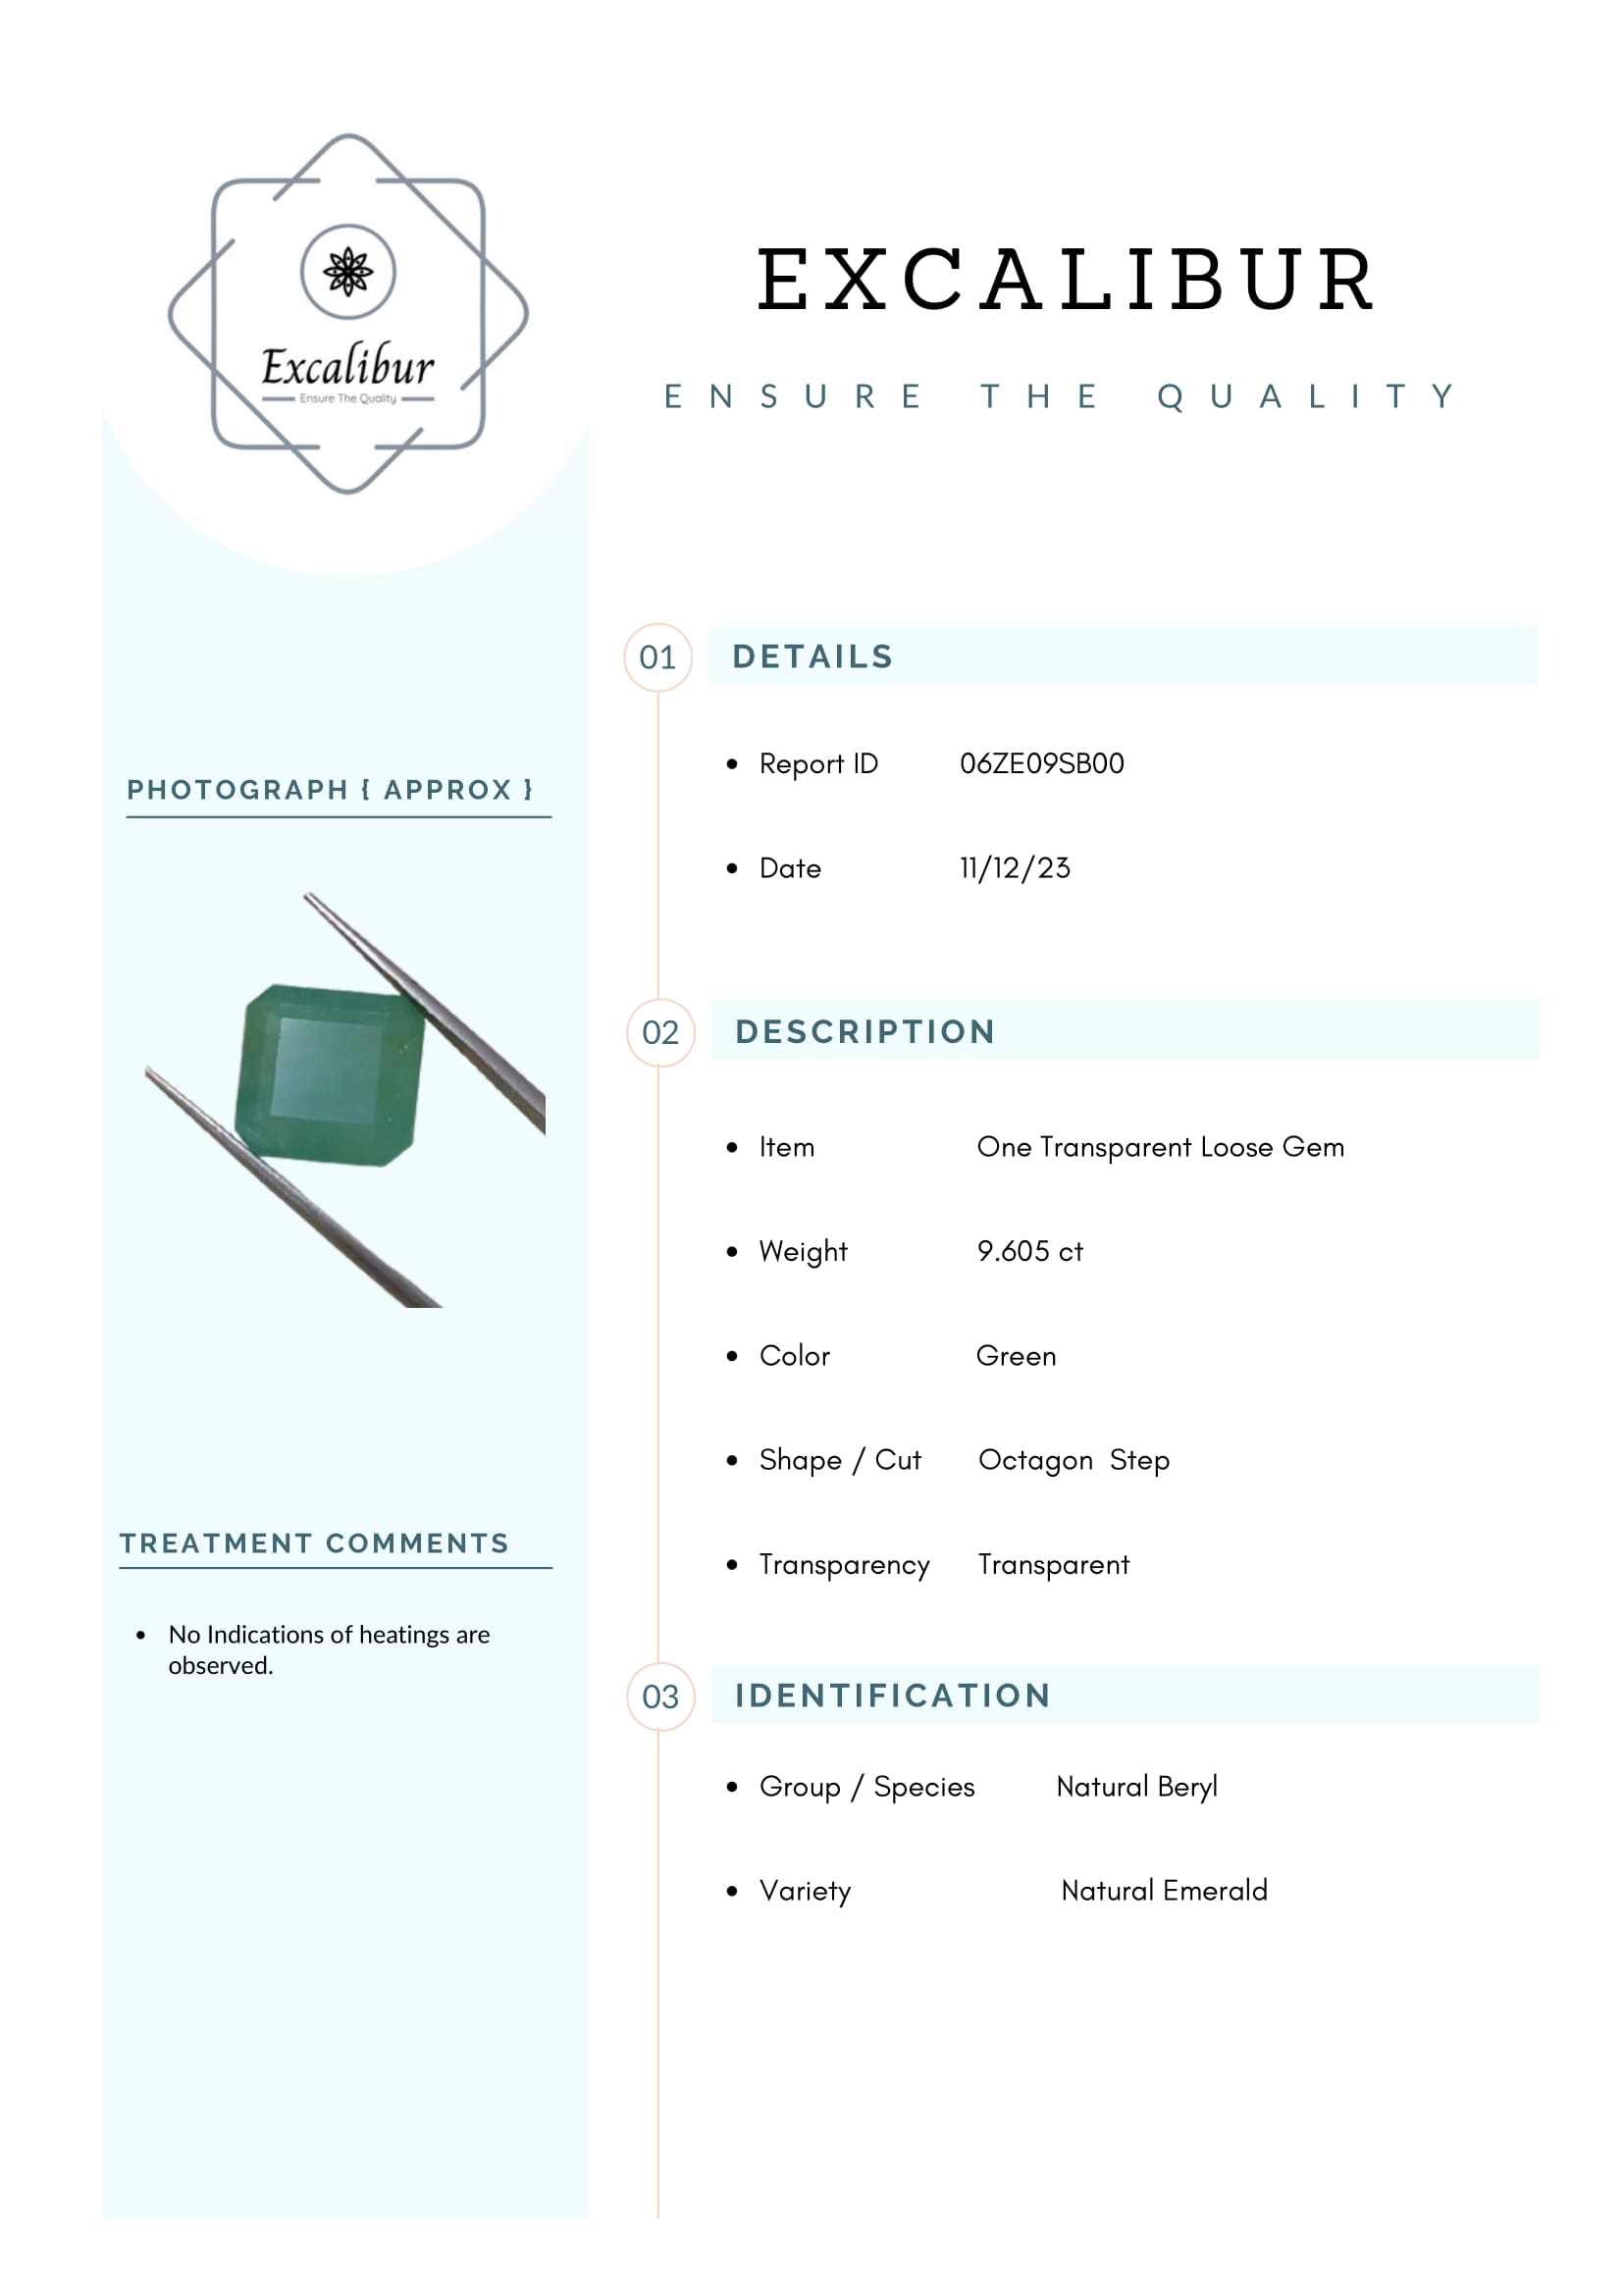 Excalibur
Ensure The Quality
EXCALIBUR
ENSURE THE QUALITY
PHOTOGRAPH { APPROX }
TREATMENT COMMENTS
• No Indications of heatings are
observed.
01 DETAILS
• Report ID 06ZE09SB00
• Date 11/12/23
02 DESCRIPTION
• Item One Transparent Loose Gem
• Weight 9.605 ct
• Color Green
• Shape / Cut Octagon Step
• Transparency Transparent
03 IDENTIFICATION
• Group / Species Natural Beryl
• Variety Natural Emerald